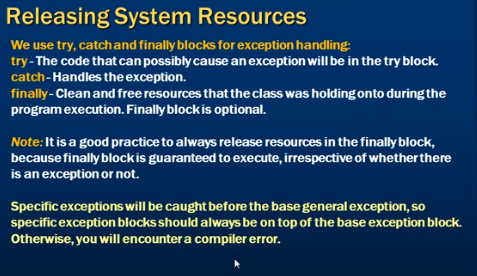 Releasing System Resources
We use try, catch and finally blocks for exception handling:
try - The code that can possibly cause an exception will be in the try block.
catch - Handles the exception.
finally - Clean and free resources that the class was holding onto during the
program execution. Finally block is optional.
Note: It is a good practice to always release resources in the finally block,
because finally block is guaranteed to execute, irrespective of whether there
is an exception or not.
Specific exceptions will be caught before the base general exception, so
specific exception blocks should always be on top of the base exception block.
Otherwise, you will encounter a compiler error.